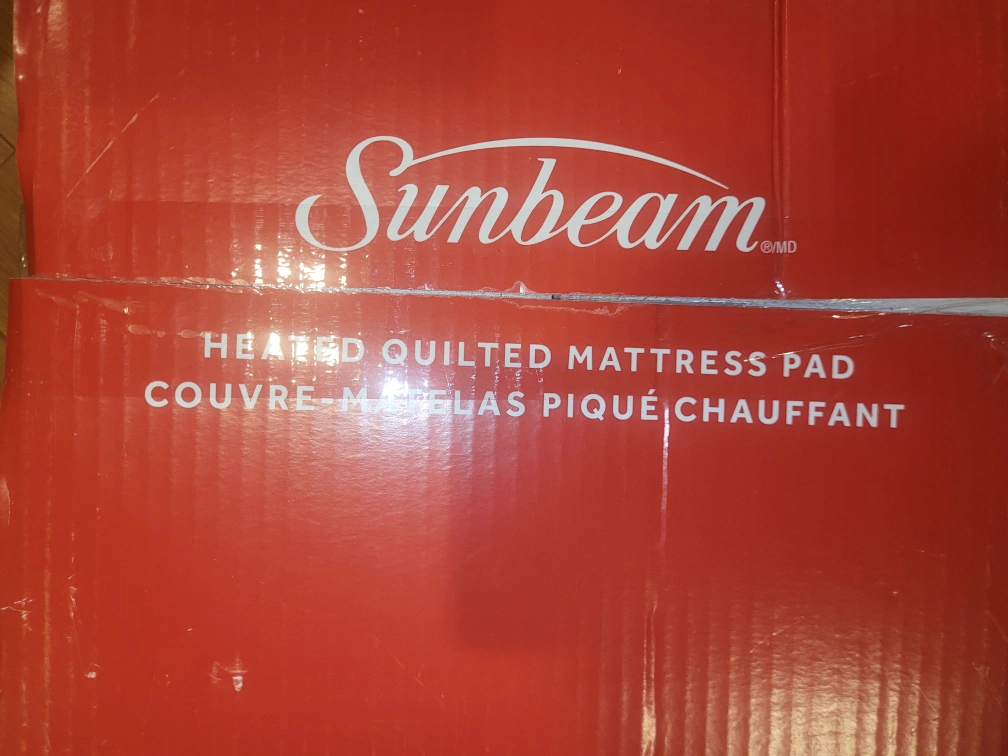 Sunbeam
®/MD
HEATED QUILTED MATTRESS PAD
COUVRE-MATELAS PIQUÉ CHAUFFANT